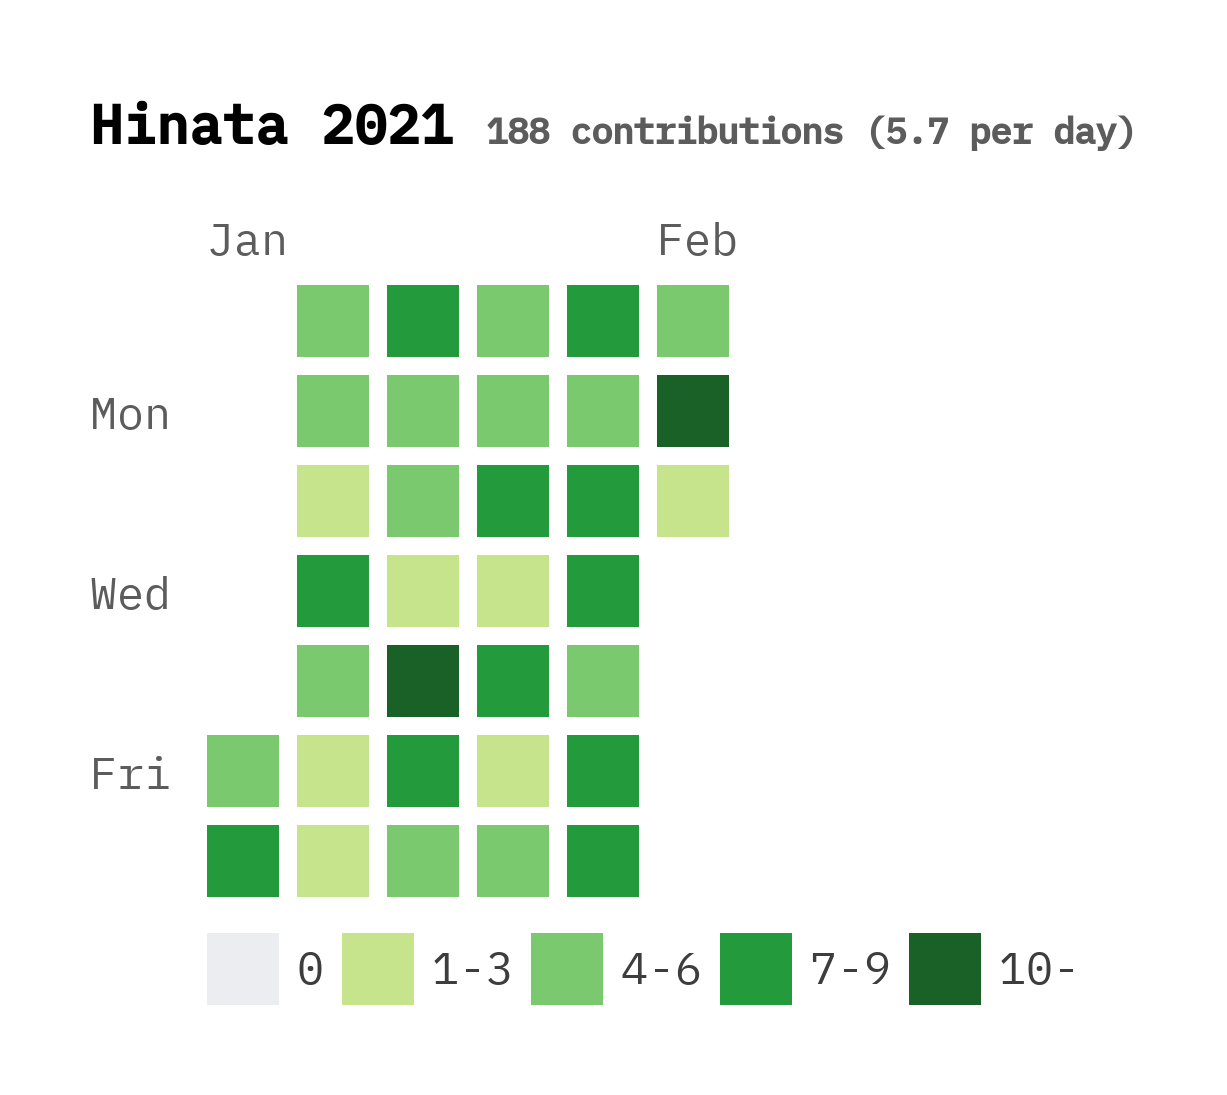 Hinata 2021 188 contributions (5.7 per day)
Jan Feb
Mon
Wed
Fri
0 1-3 4-6 7-9 10-